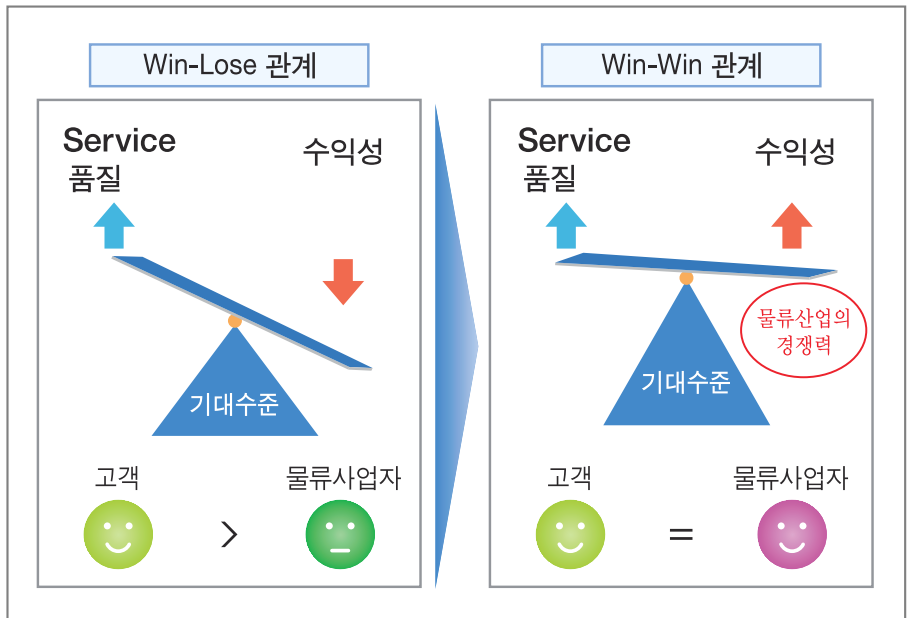 Win-Lose 관계
Service
품질
수익성
기대수준
고객
물류사업자
>
Win-Win 관계
Service
품질
수익성
물류산업의
경쟁력
기대수준
고객
물류사업자
=